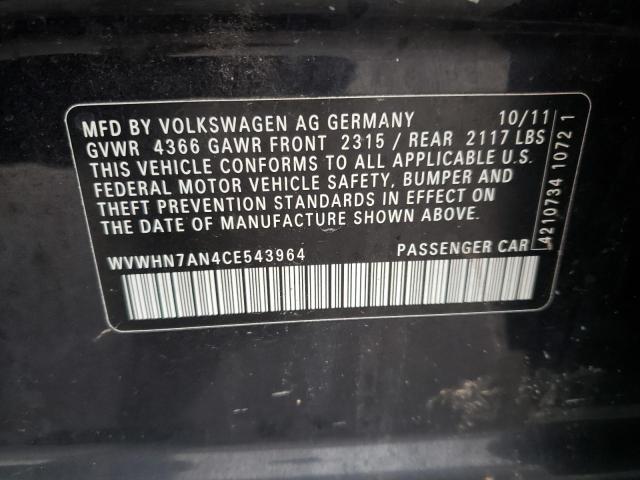 MFD BY VOLKSWAGEN AG GERMANY 10/11
GVWR 4366 GAWR FRONT 2315 / REAR 2117 LBS
THIS VEHICLE CONFORMS TO ALL APPLICABLE U.S.
FEDERAL MOTOR VEHICLE SAFETY, BUMPER AND
THEFT PREVENTION STANDARDS IN EFFECT ON
THE DATE OF MANUFACTURE SHOWN ABOVE.
WVWHN7AN4CE543964 PASSENGER CAR
4210734 1072 1